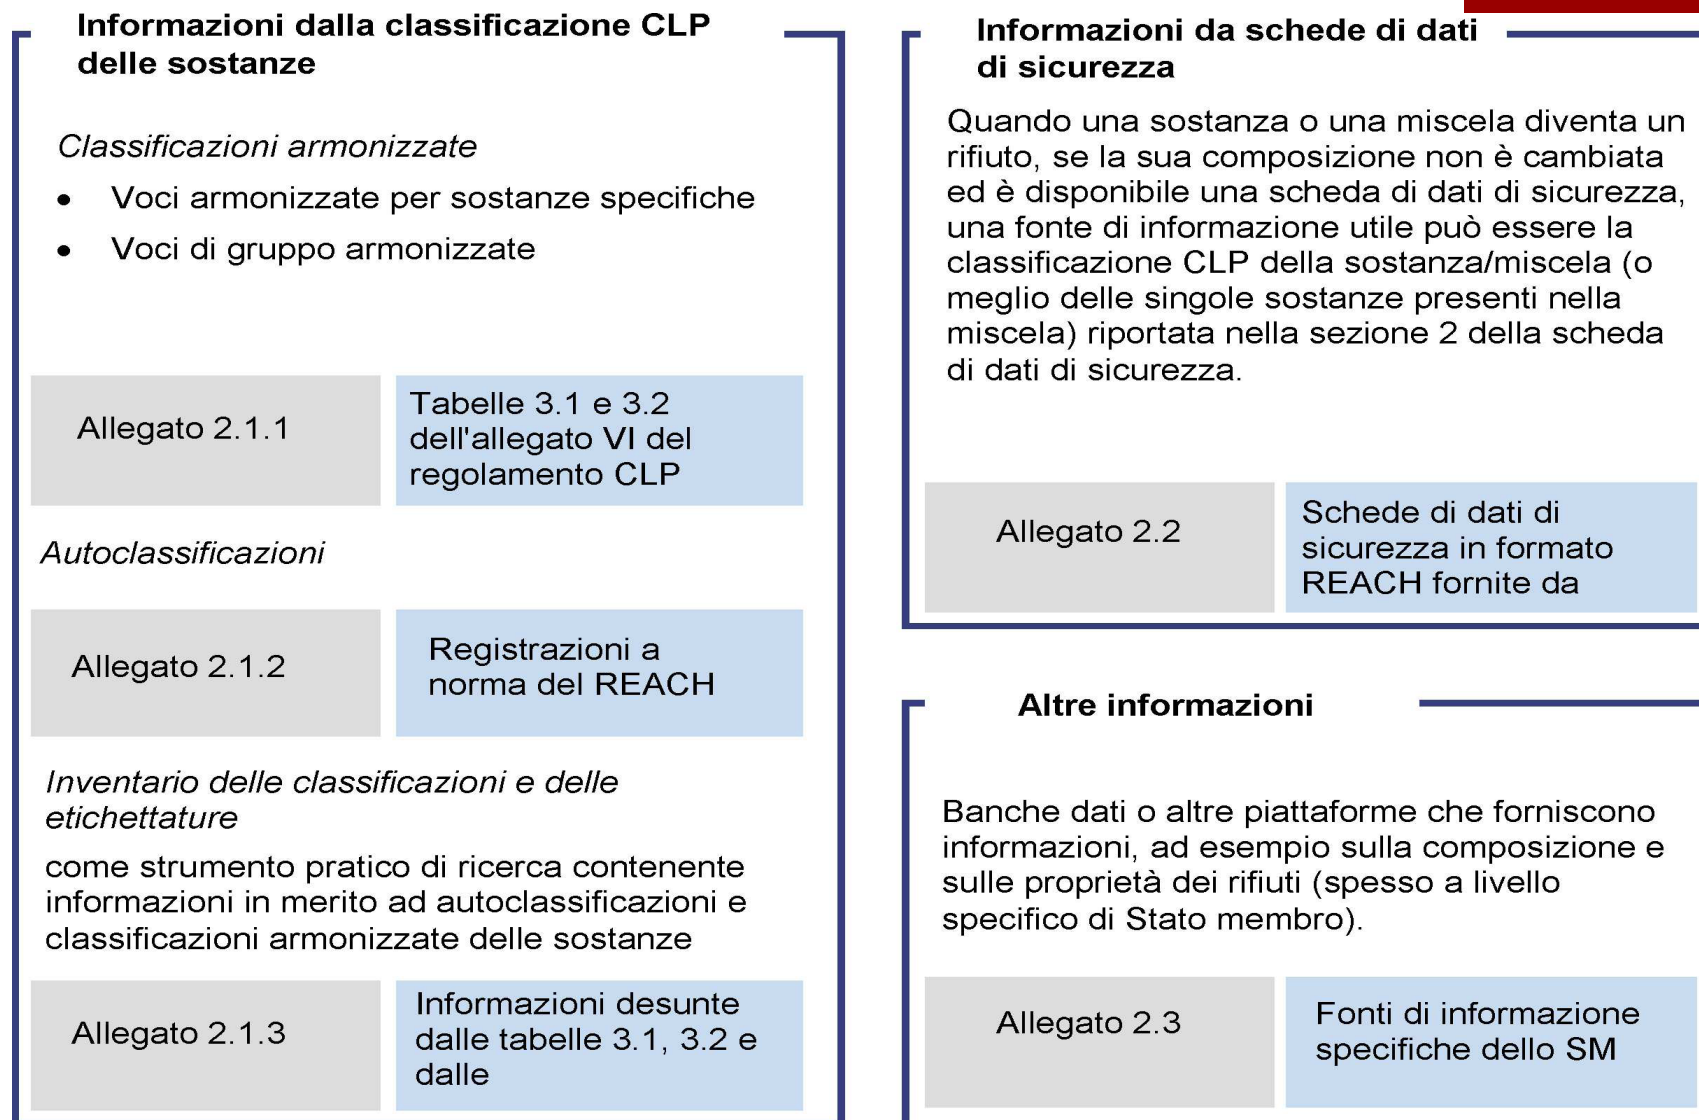 Informazioni dalla classificazione CLP
delle sostanze
Classificazioni armonizzate
• Voci armonizzate per sostanze specifiche
• Voci di gruppo armonizzate
Allegato 2.1.1
Tabelle 3.1 e 3.2
dell'allegato VI del
regolamento CLP
Autoclassificazioni
Allegato 2.1.2
Registrazioni a
norma del REACH
Inventario delle classificazioni e delle
etichettature
come strumento pratico di ricerca contenente
informazioni in merito ad autoclassificazioni e
classificazioni armonizzate delle sostanze
Allegato 2.1.3
Informazioni desunte
dalle tabelle 3.1, 3.2 e
dalle
Informazioni da schede di dati
di sicurezza
Quando una sostanza o una miscela diventa un
rifiuto, se la sua composizione non è cambiata
ed è disponibile una scheda di dati di sicurezza,
una fonte di informazione utile può essere la
classificazione CLP della sostanza/miscela (o
meglio delle singole sostanze presenti nella
miscela) riportata nella sezione 2 della scheda
di dati di sicurezza.
Allegato 2.2
Schede di dati di
sicurezza in formato
REACH fornite da
Altre informazioni
Banche dati o altre piattaforme che forniscono
informazioni, ad esempio sulla composizione e
sulle proprietà dei rifiuti (spesso a livello
specifico di Stato membro).
Allegato 2.3
Fonti di informazione
specifiche dello SM